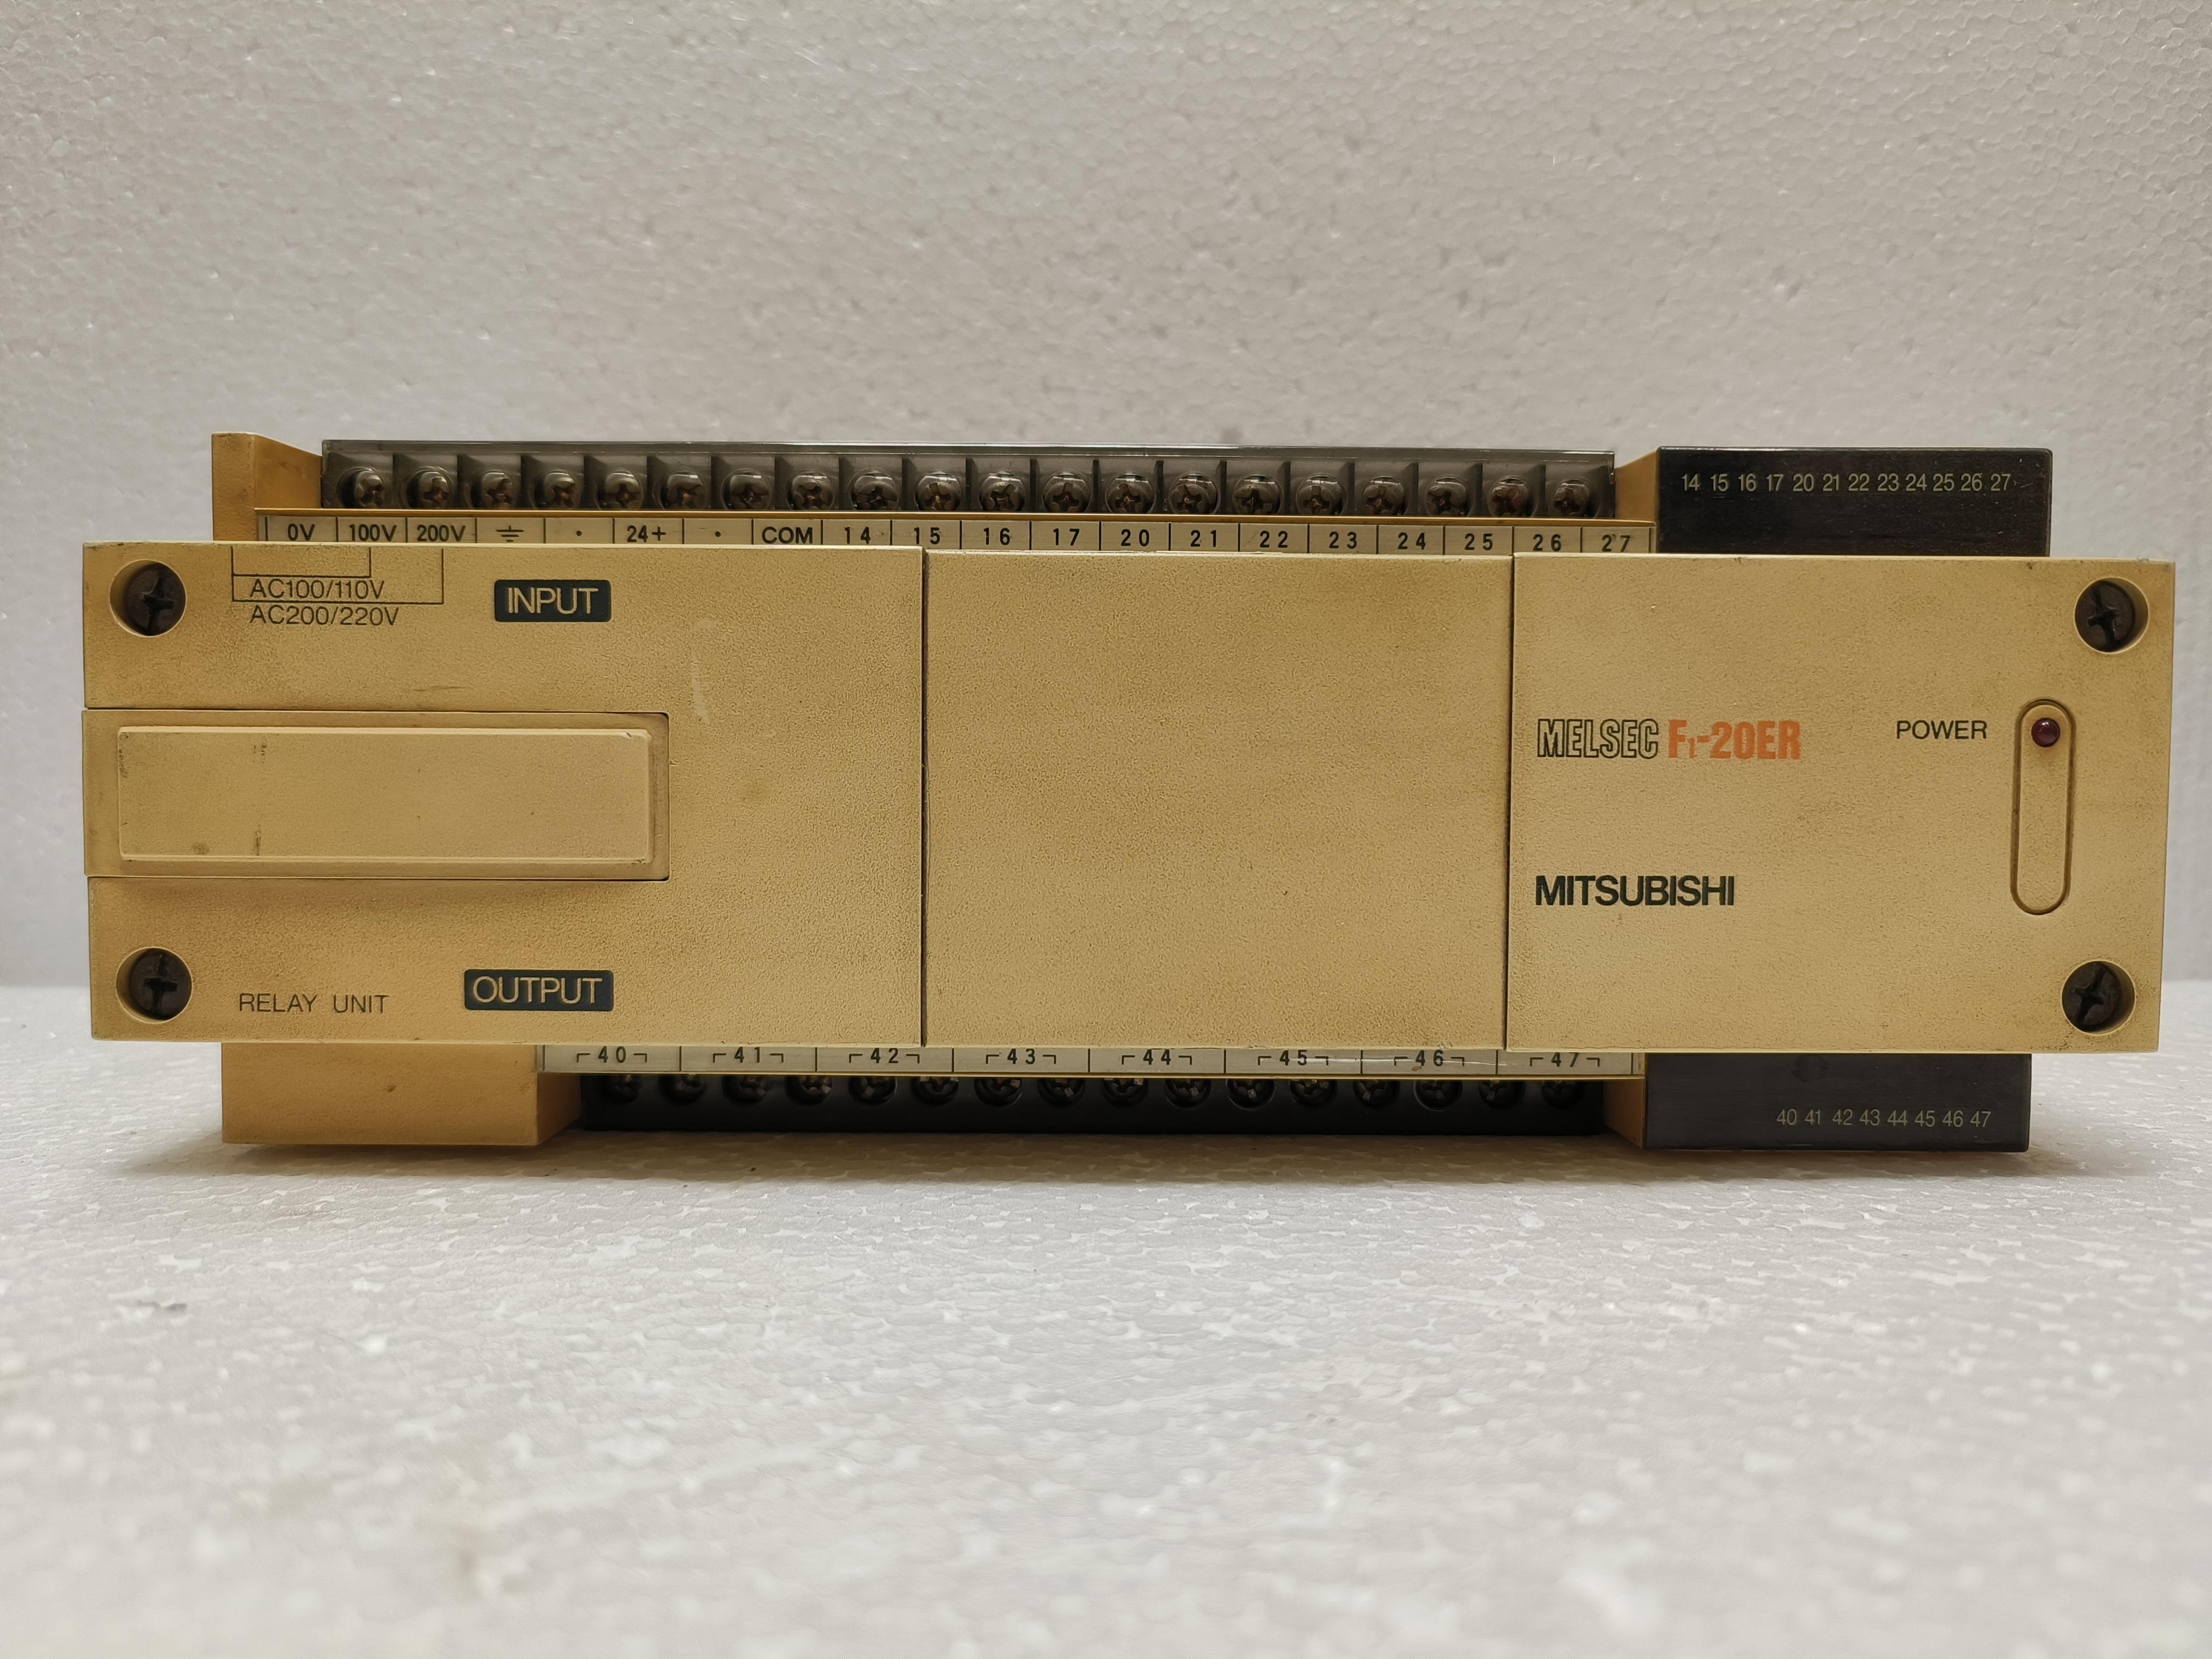 14 15 16 17 20 21 22 23 24 25 26 27
0V 100V 200V · 24+ · COM 14 15 16 17 20 21 22 23 24 25 26 27
AC100/110V
AC200/220V
INPUT
MELSEC F1-20ER
POWER
MITSUBISHI
RELAY UNIT
OUTPUT
40 41 42 43 44 45 46 47
40 41 42 43 44 45 46 47